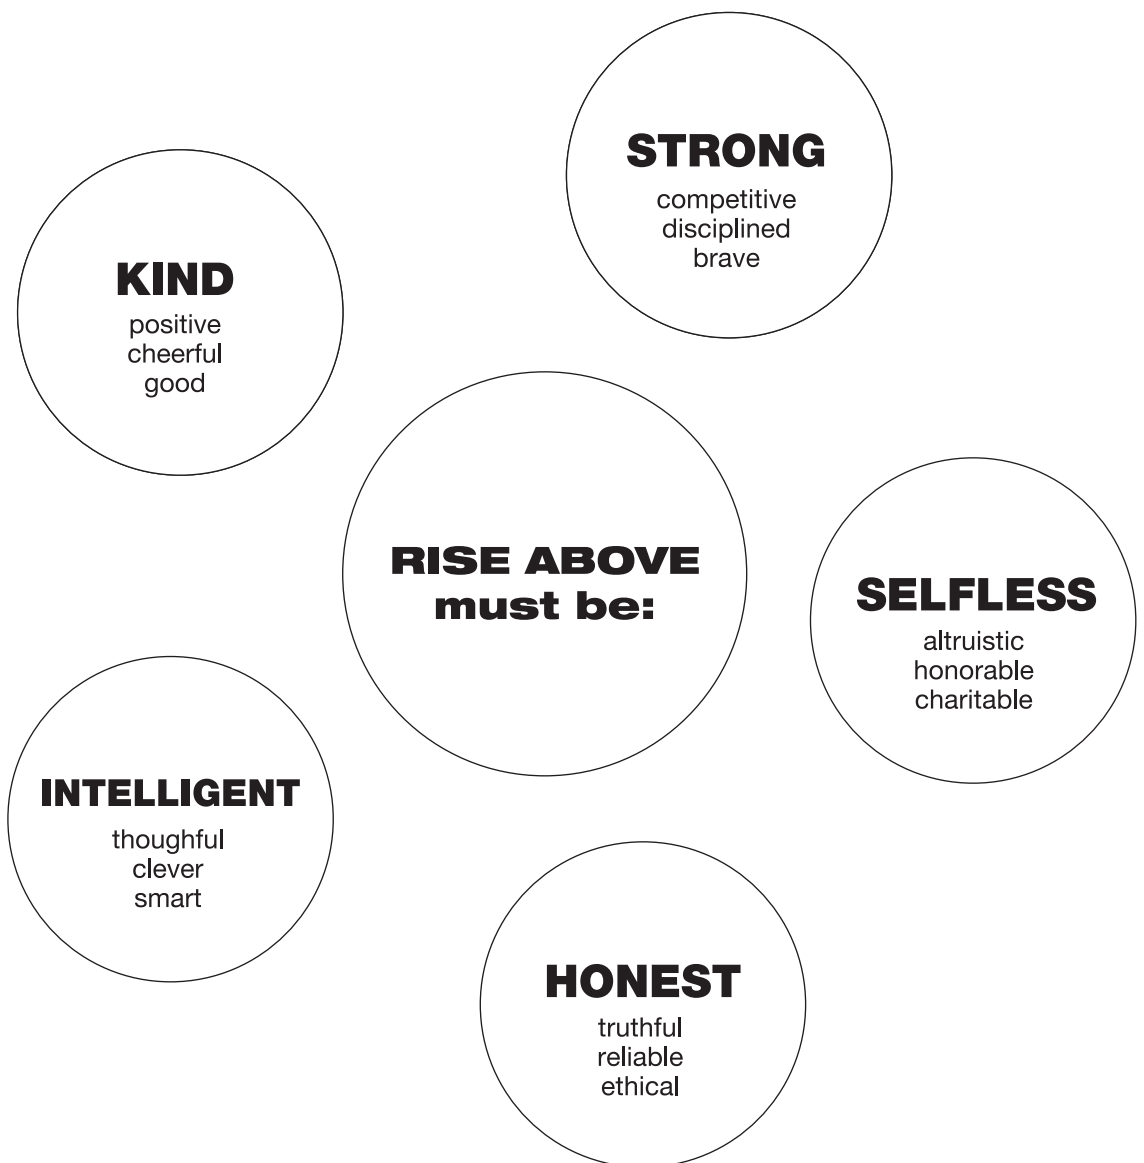 STRONG
competitive
disciplined
brave
KIND
positive
cheerful
good
RISE ABOVE
must be:
SELFLESS
altruistic
honorable
charitable
INTELLIGENT
thoughful
clever
smart
HONEST
truthful
reliable
ethical